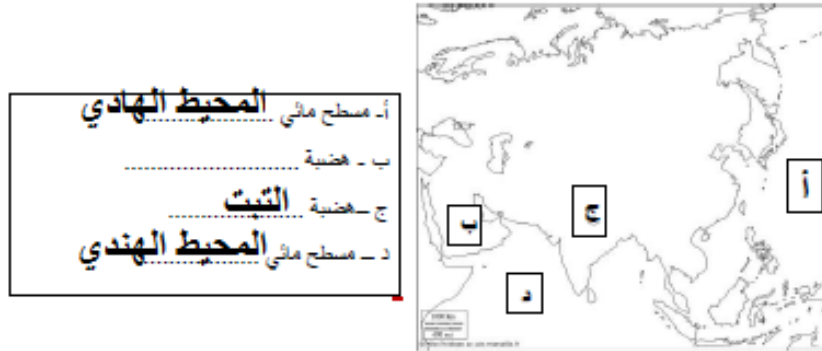 أ- مسطح مائي المحيط الهادي
ب - هضبة ..............................
ج –هضبة التبت
د – مسطح مائي المحيط الهندي
أ
ب
ج
د